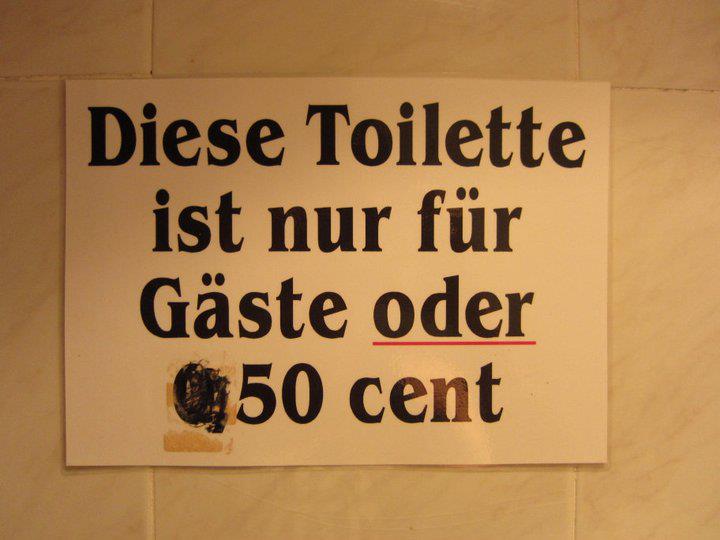 Diese Toilette
ist nur für
Gäste oder
50 cent